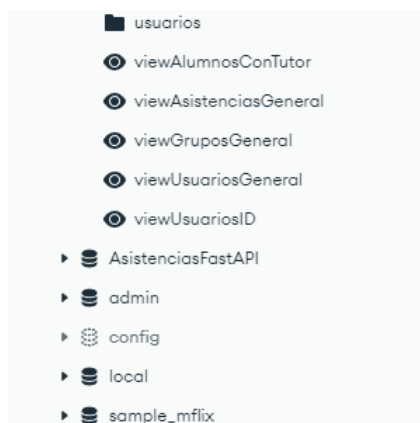 usuarios
viewAlumnosConTutor
viewAsistenciasGeneral
viewGruposGeneral
viewUsuariosGeneral
viewUsuariosID
AsistenciasFastAPI
admin
config
local
sample_mflix